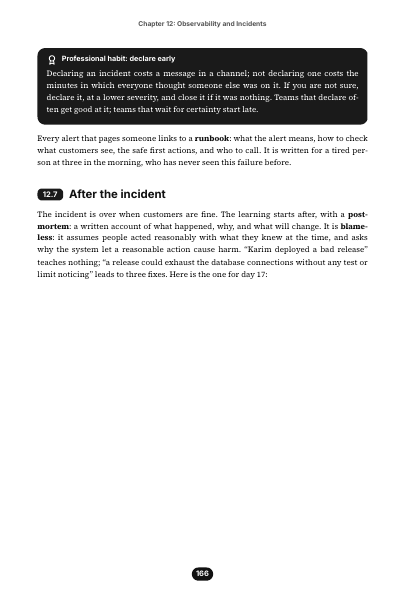 Chapter 12: Observability and Incidents
Professional habit: declare early
Declaring an incident costs a message in a channel; not declaring one costs the
minutes in which everyone thought someone else was on it. If you are not sure,
declare it, at a lower severity, and close it if it was nothing. Teams that declare of-
ten get good at it; teams that wait for certainty start late.
Every alert that pages someone links to a runbook: what the alert means, how to check
what customers see, the safe first actions, and who to call. It is written for a tired per-
son at three in the morning, who has never seen this failure before.
12.7 After the incident
The incident is over when customers are fine. The learning starts after, with a post-
mortem: a written account of what happened, why, and what will change. It is blame-
less: it assumes people acted reasonably with what they knew at the time, and asks
why the system let a reasonable action cause harm. “Karim deployed a bad release”
teaches nothing; “a release could exhaust the database connections without any test or
limit noticing” leads to three fixes. Here is the one for day 17:
166